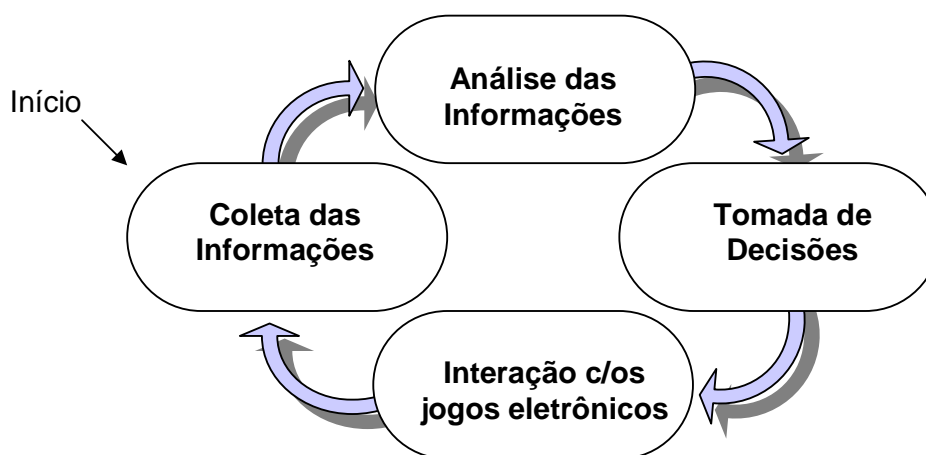 Início
Análise das
Informações
Coleta das
Informações
Tomada de
Decisões
Interação c/os
jogos eletrônicos